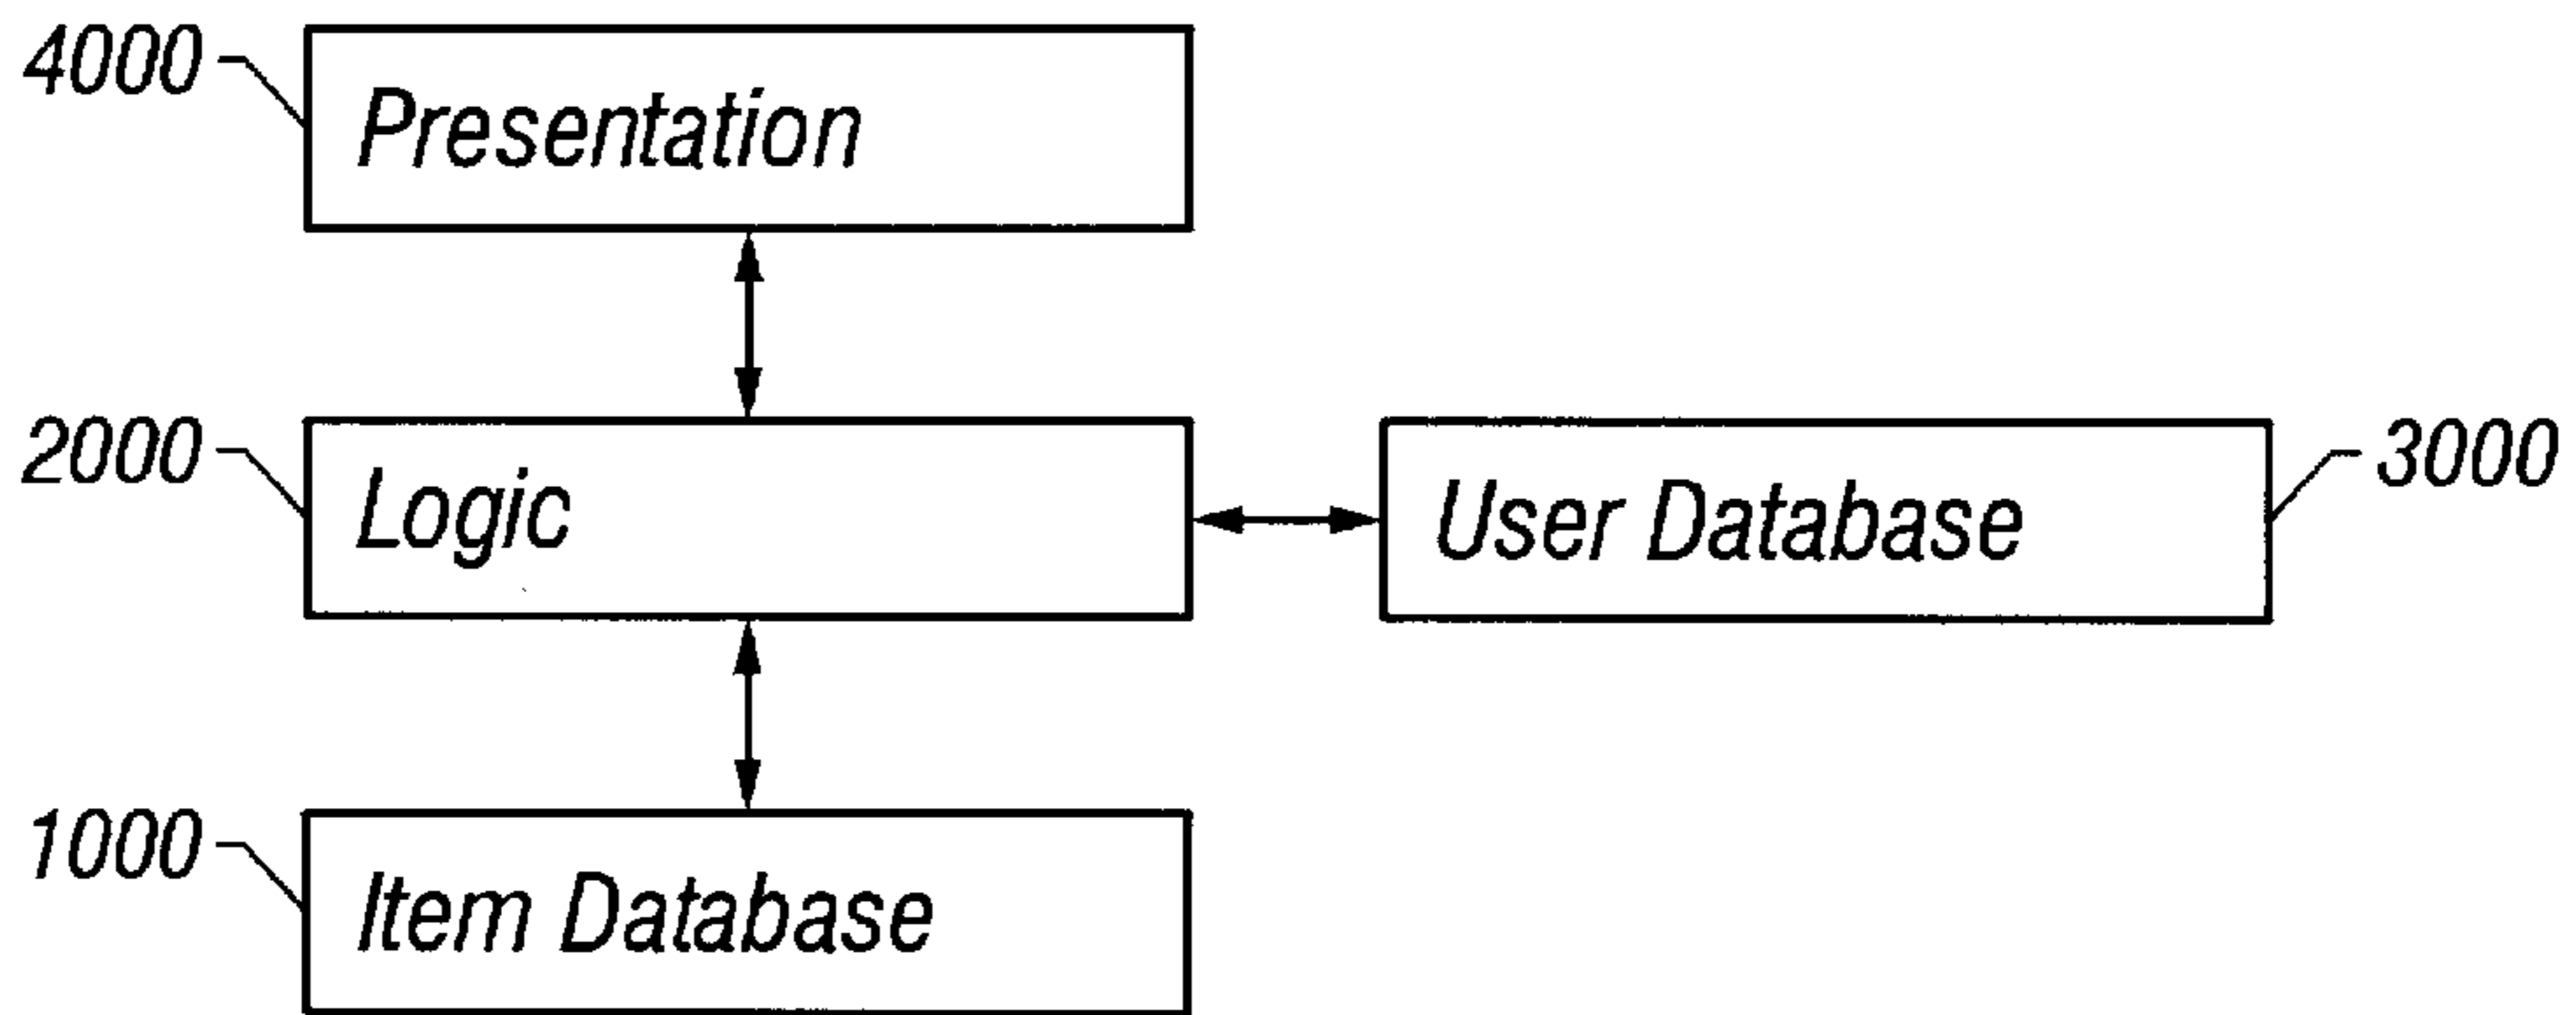 4000
Presentation
2000
Logic
User Database
3000
1000
Item Database